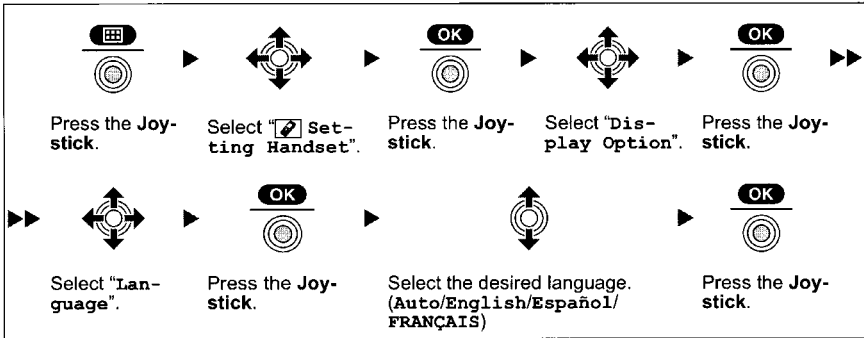 OK
OK
Press the Joy-
stick.
Select “Set-
ting Handset”.
Press the Joy-
stick.
Select “Dis-
play Option”.
Press the Joy-
stick.
OK
OK
Select “Lan-
guage”.
Press the Joy-
stick.
Select the desired language.
(Auto/English/Español/
FRANÇAIS)
Press the Joy-
stick.